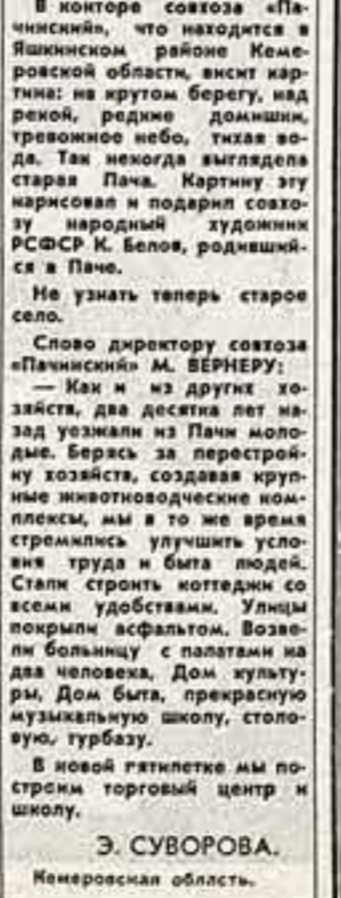 В конторе совхоза «Па-
чинский», что находится в
Яшкинском районе Кеме-
ровской области, висит кар-
тина: на крутом берегу, над
рекой, редкие домишки,
тревожное небо, тихая во-
да. Так некогда выглядела
старая Пача. Картину эту
нарисовал и подарил совхо-
зу народный художник
РСФСР К. Белов, родивший-
ся в Паче.
Не узнать теперь старое
село.
Слово директору совхоза
«Пачинский» М. ВЕРНЕРУ:
— Как и из других хо-
зяйств, два десятка лет на-
зад уезжали из Пачи моло-
дые. Берясь за перестрой-
ку хозяйств, создавая круп-
ные животноводческие ком-
плексы, мы в то же время
стремились улучшить усло-
вия труда и быта людей.
Стали строить коттеджи со
всеми удобствами. Улицы
покрыли асфальтом. Возве-
ли больницу с палатами на
два человека, Дом культу-
ры, Дом быта, прекрасную
музыкальную школу, столо-
вую, турбазу.
В новой пятилетке мы по-
строим торговый центр и
школу.
Э. СУВОРОВА.
Кемеровская область.